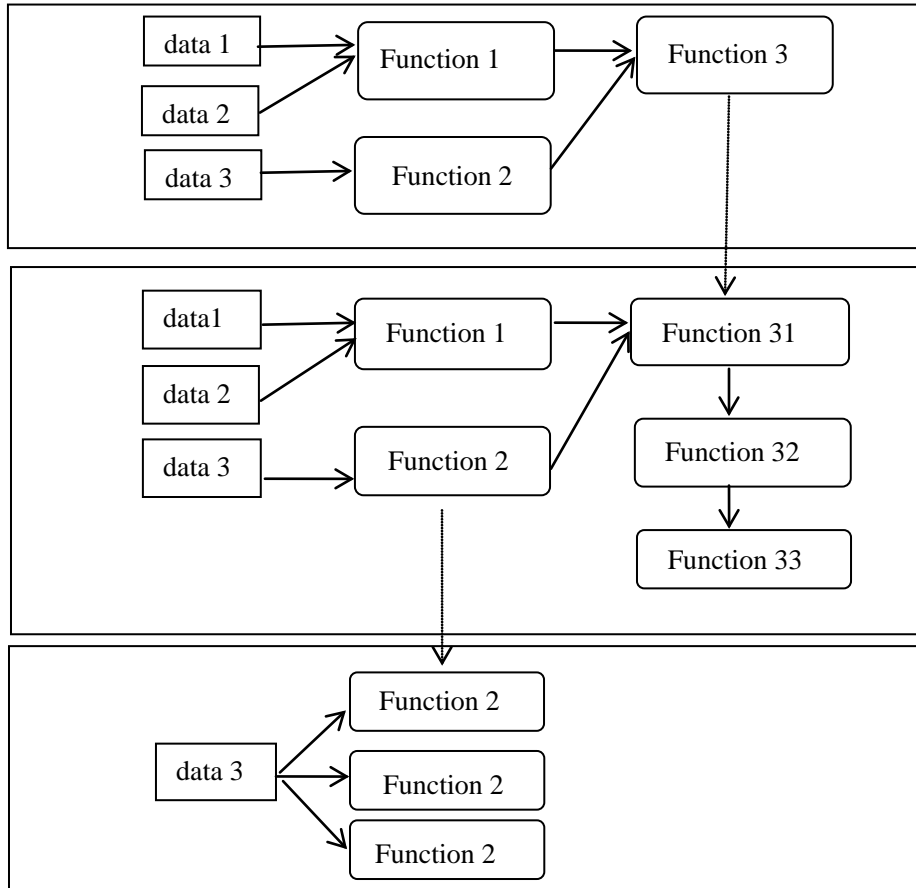 data 1
Function 1
Function 3
data 2
data 3
Function 2
data1
Function 1
Function 31
data 2
data 3
Function 2
Function 32
Function 33
Function 2
data 3
Function 2
Function 2